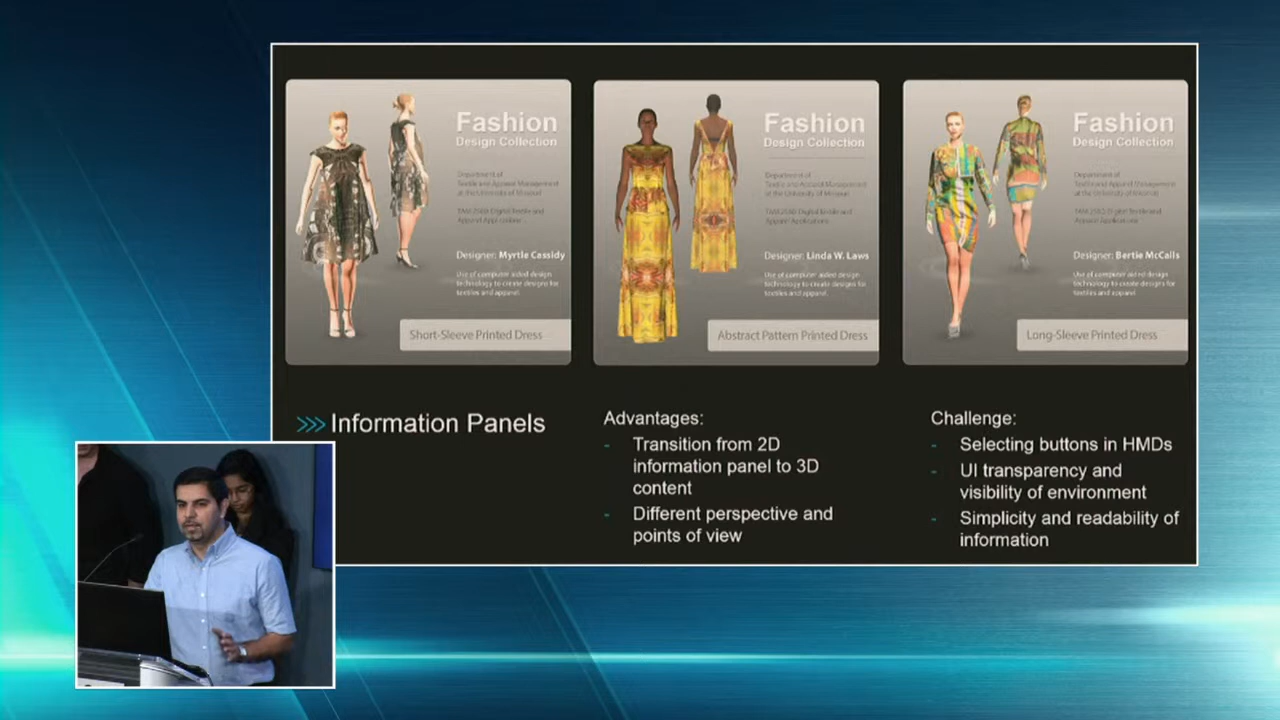 Fashion
Design Collection
Department of
Textile and Apparel Management
at the University of Missouri
TAM 2580: Digital Textile and
Apparel Applications
Designer: Myrtle Cassidy
Use of computer aided design
technology to create designs for
textiles and apparel.
Short-Sleeve Printed Dress
Fashion
Design Collection
Department of
Textile and Apparel Management
at the University of Missouri
TAM 2580: Digital Textile and
Apparel Applications
Designer: Linda W. Laws
Use of computer aided design
technology to create designs for
textiles and apparel.
Abstract Pattern Printed Dress
Fashion
Design Collection
Department of
Textile and Apparel Management
at the University of Missouri
TAM 2580: Digital Textile and
Apparel Applications
Designer: Bertie McCalls
Use of computer aided design
technology to create designs for
textiles and apparel.
Long-Sleeve Printed Dress
>>> Information Panels
Advantages:
- Transition from 2D
information panel to 3D
content
- Different perspective and
points of view
Challenge:
- Selecting buttons in HMDs
- UI transparency and
visibility of environment
- Simplicity and readability of
information